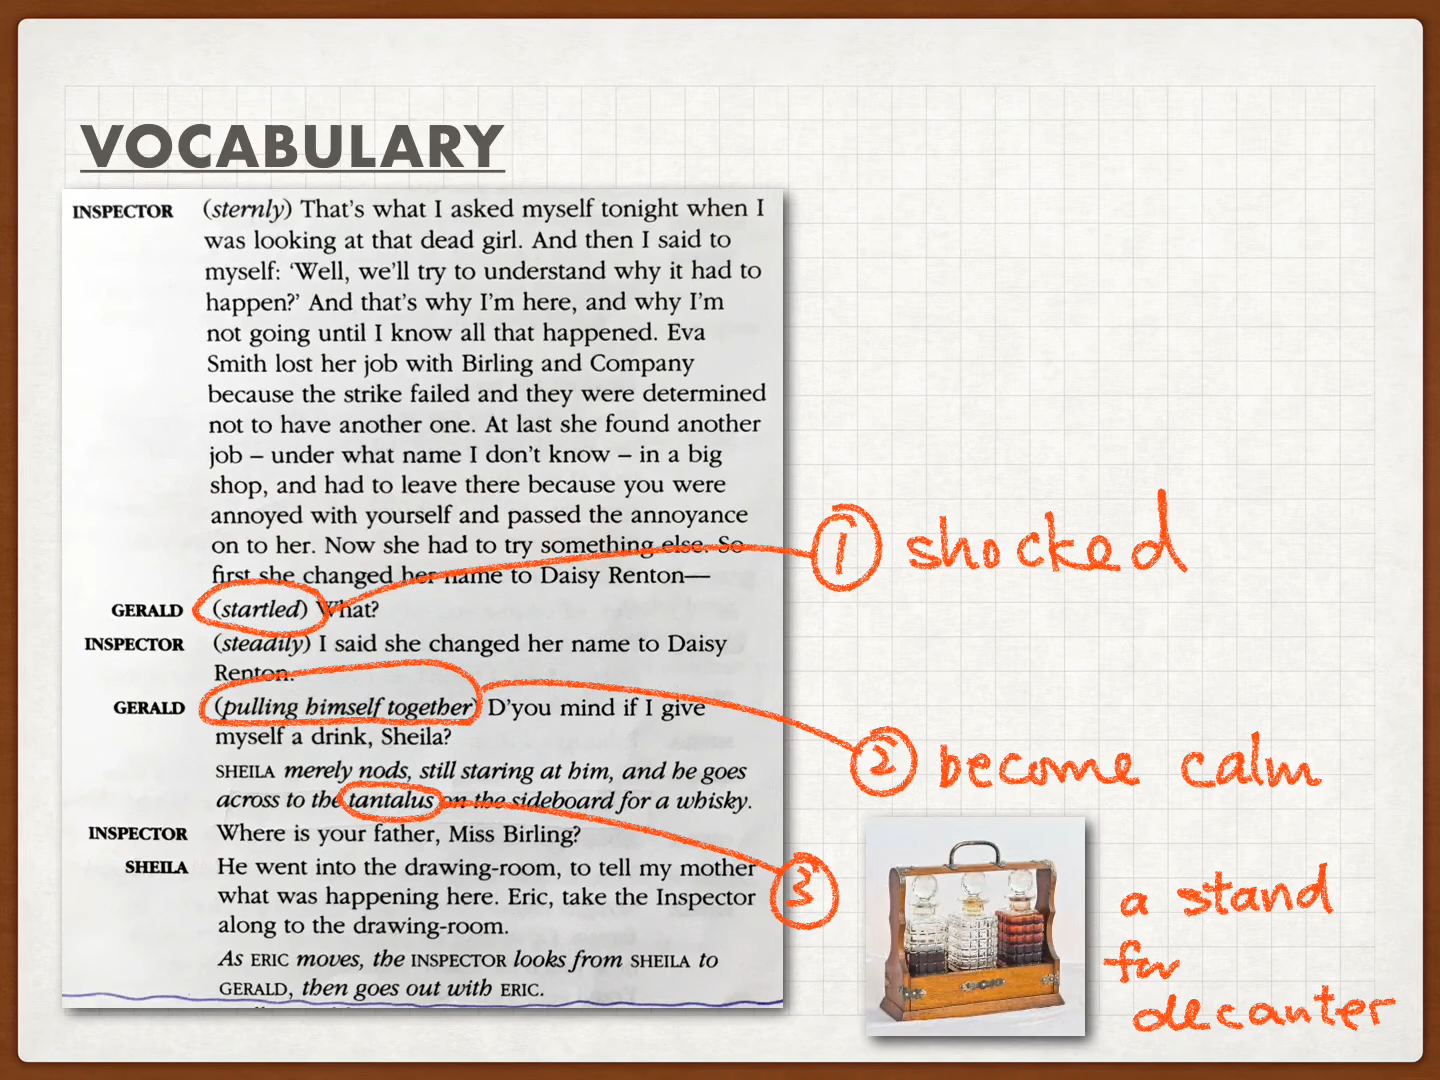 VOCABULARY
INSPECTOR (sternly) That's what I asked myself tonight when I
was looking at that dead girl. And then I said to
myself: 'Well, we'll try to understand why it had to
happen?' And that's why I'm here, and why I'm
not going until I know all that happened. Eva
Smith lost her job with Birling and Company
because the strike failed and they were determined
not to have another one. At last she found another
job – under what name I don't know – in a big
shop, and had to leave there because you were
annoyed with yourself and passed the annoyance
on to her. Now she had to try something else. So
first she changed her name to Daisy Renton—
GERALD (startled) What?
INSPECTOR (steadily) I said she changed her name to Daisy
Renton.
GERALD (pulling himself together) D'you mind if I give
myself a drink, Sheila?
SHEILA merely nods, still staring at him, and he goes
across to the tantalus on the sideboard for a whisky.
INSPECTOR Where is your father, Miss Birling?
SHEILA He went into the drawing-room, to tell my mother
what was happening here. Eric, take the Inspector
along to the drawing-room.
As ERIC moves, the INSPECTOR looks from SHEILA to
GERALD, then goes out with ERIC.
1 shocked
2 become calm
3
a stand
for
decanter